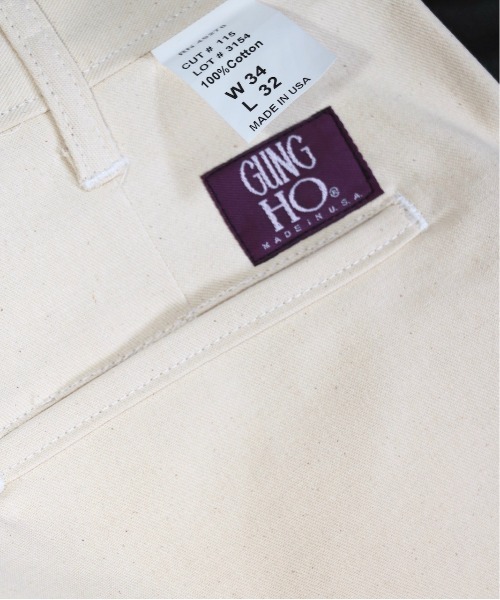 CUT # 115
LOT # 3154
100%Cotton
W 34
L 32
MADE IN USA
GUNG
HO®
MADE IN U.S.A.